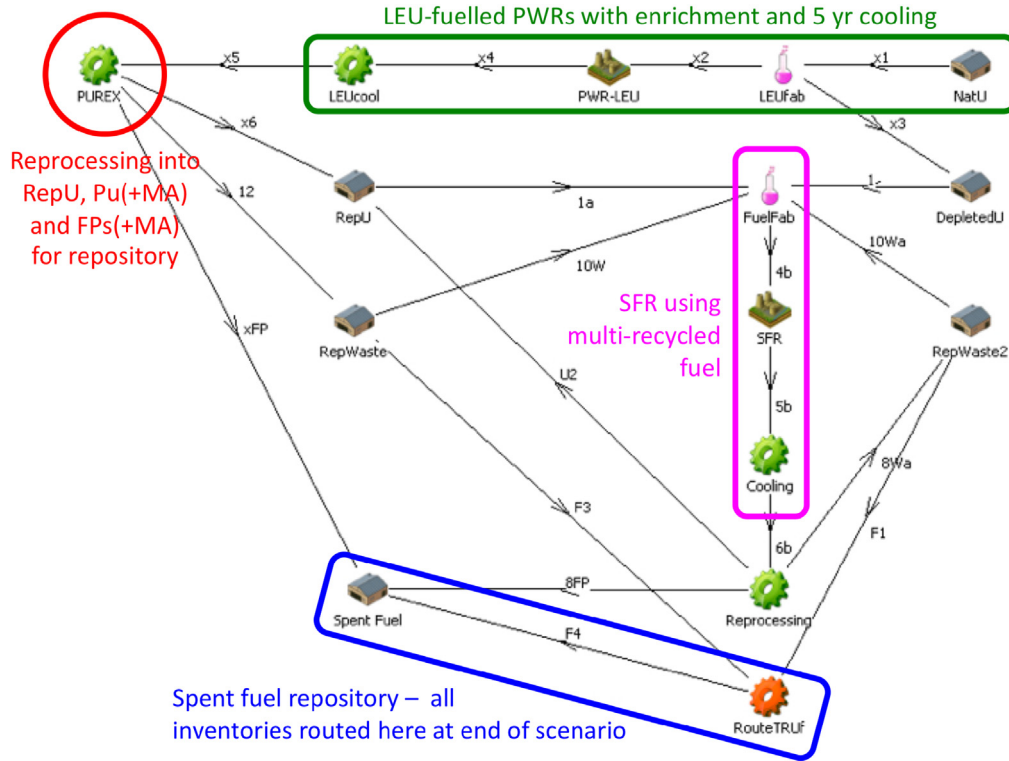 LEU-fuelled PWRs with enrichment and 5 yr cooling
x5
x4
x2
x1
PUREX
LEUcool
PWR-LEU
LEUfab
NatU
x6
x3
Reprocessing into
RepU, Pu(+MA)
and FPs(+MA)
for repository
12
1a
1
RepU
FuelFab
DepletedU
10W
4b
10Wa
xFP
SFR using
multi-recycled
fuel
RepWaste
SFR
RepWaste2
U2
5b
8Wa
Cooling
F3
6b
F1
8FP
Spent Fuel
Reprocessing
F4
Spent fuel repository – all
inventories routed here at end of scenario
RouteTRUf